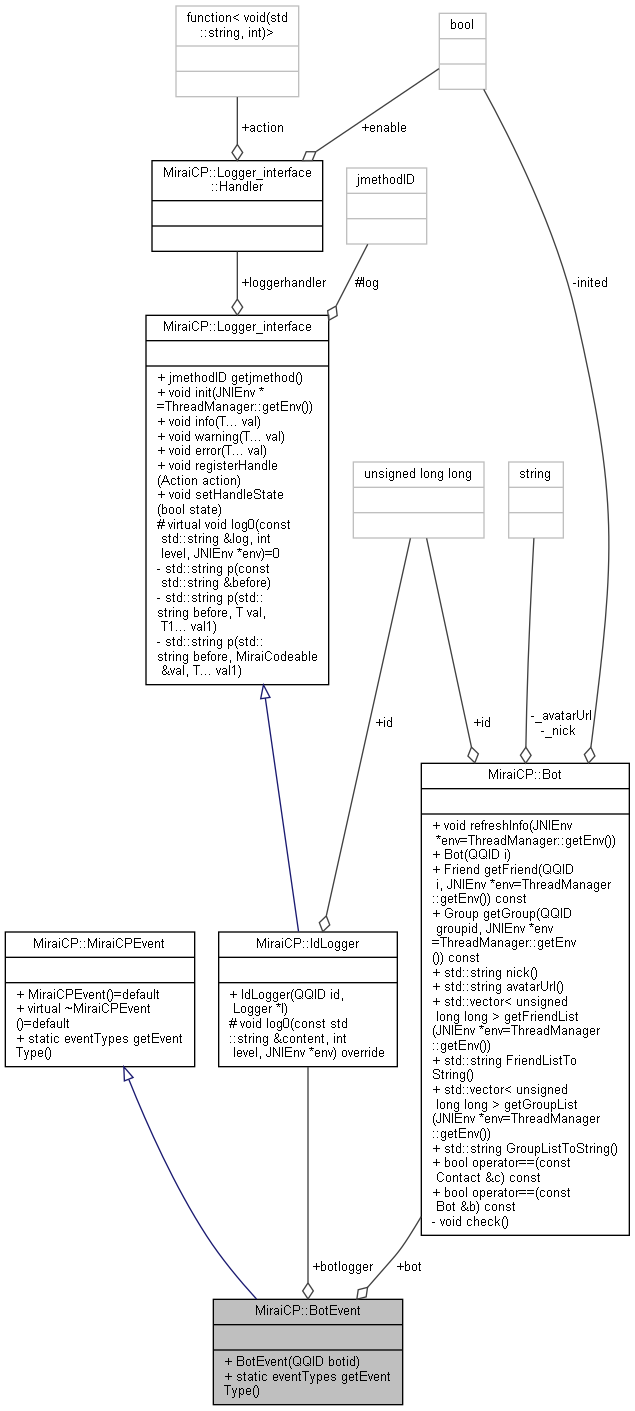 function< void(std
::string, int)>
bool
+action
+enable
MiraiCP::Logger_interface
::Handler
jmethodID
+loggerhandler
#log
-inited
MiraiCP::Logger_interface
+ jmethodID getjmethod()
+ void init(JNIEnv *
=ThreadManager::getEnv())
+ void info(T... val)
+ void warning(T... val)
+ void error(T... val)
+ void registerHandle
(Action action)
+ void setHandleState
(bool state)
# virtual void log0(const
std::string &log, int
level, JNIEnv *env)=0
- std::string p(const
std::string &before)
- std::string p(std::
string before, T val,
T1... val1)
- std::string p(std::
string before, MiraiCodeable
&val, T... val1)
unsigned long long
string
+id
+id
-_avatarUrl
-_nick
MiraiCP::Bot
+ void refreshInfo(JNIEnv
*env=ThreadManager::getEnv())
+ Bot(QQID i)
+ Friend getFriend(QQID
i, JNIEnv *env=ThreadManager
::getEnv()) const
+ Group getGroup(QQID
groupid, JNIEnv *env
=ThreadManager::getEnv
()) const
+ std::string nick()
+ std::string avatarUrl()
+ std::vector< unsigned
long long > getFriendList
(JNIEnv *env=ThreadManager
::getEnv())
+ std::string FriendListTo
String()
+ std::vector< unsigned
long long > getGroupList
(JNIEnv *env=ThreadManager
::getEnv())
+ std::string GroupListToString()
+ bool operator==(const
Contact &c) const
+ bool operator==(const
Bot &b) const
- void check()
MiraiCP::MiraiCPEvent
+ MiraiCPEvent()=default
+ virtual ~MiraiCPEvent
()=default
+ static eventTypes getEvent
Type()
MiraiCP::IdLogger
+ IdLogger(QQID id,
Logger *l)
# void log0(const std
::string &content, int
level, JNIEnv *env) override
+botlogger
+bot
MiraiCP::BotEvent
+ BotEvent(QQID botid)
+ static eventTypes getEvent
Type()